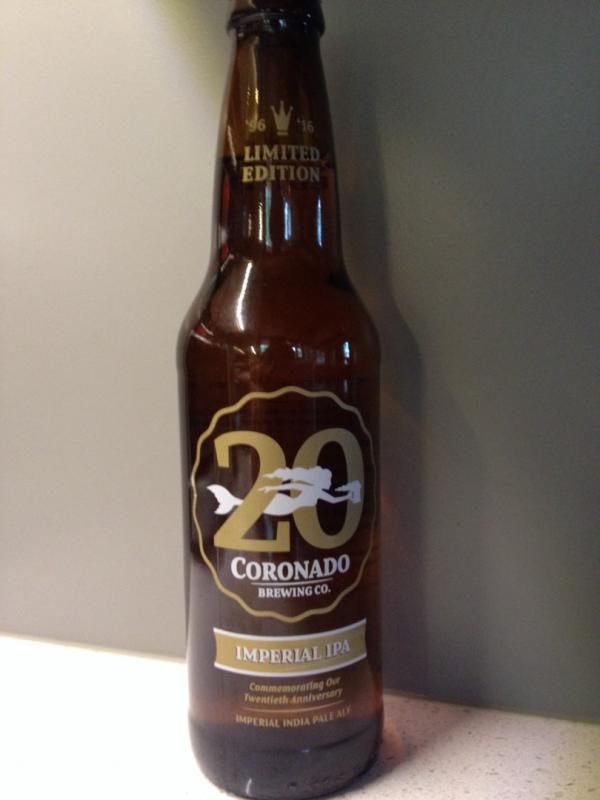 '96 '16
LIMITED
EDITION
20
CORONADO
BREWING CO.
IMPERIAL IPA
Commemorating Our
Twentieth Anniversary
IMPERIAL INDIA PALE ALE